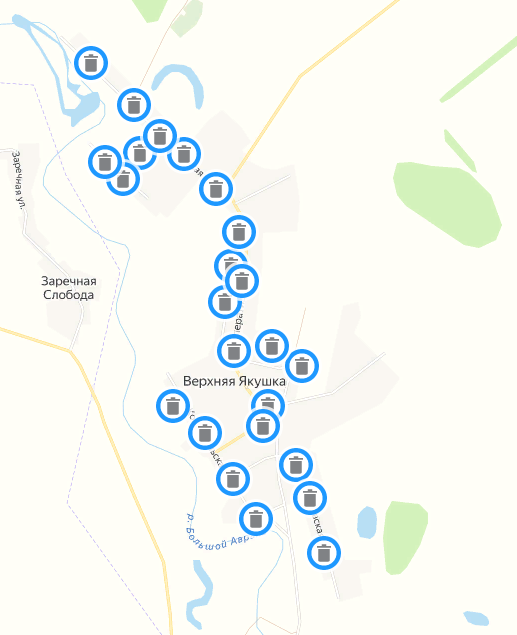 Заречная ул.
Заречная
Слобода
Верхняя Якушка
р. Большой Авр